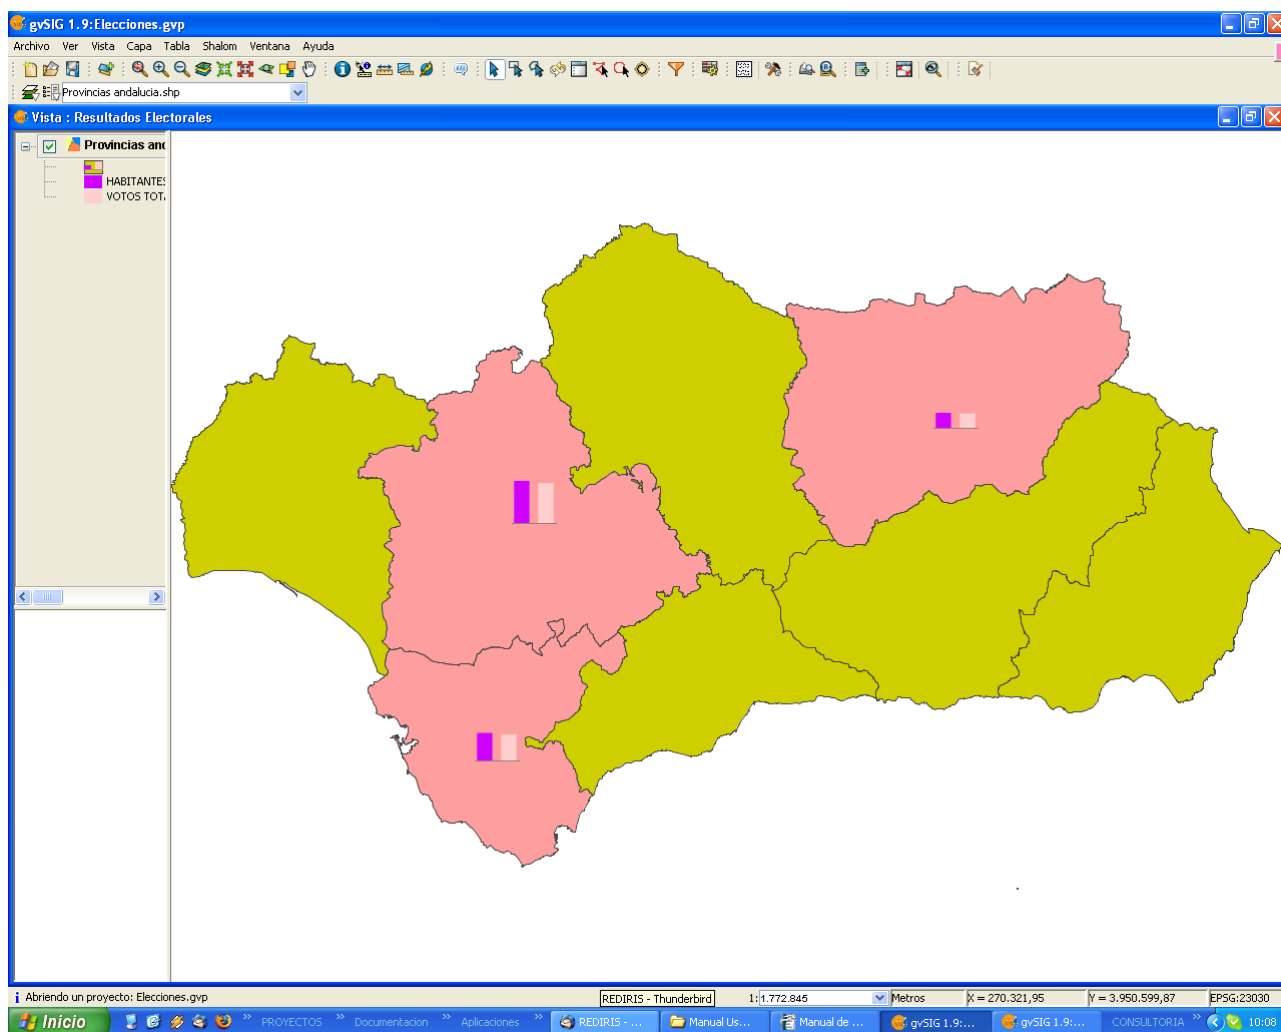 gvSIG 1.9:Elecciones.gvp
Archivo Ver Vista Capa Tabla Shalom Ventana Ayuda
Provincias andalucia.shp
Vista : Resultados Electorales
Provincias and
HABITANTES
VOTOS TOT
i Abriendo un proyecto: Elecciones.gvp
REDIRIS - Thunderbird
1: 1.772.845
Metros
X = 270.321,95
Y = 3.950.599,87
EPSG:23030
Inicio
PROYECTOS
Documentacion
Aplicaciones
REDIRIS - ...
Manual Us...
Manual de ...
gvSIG 1.9:...
gvSIG 1.9:...
CONSULTORIA
10:08